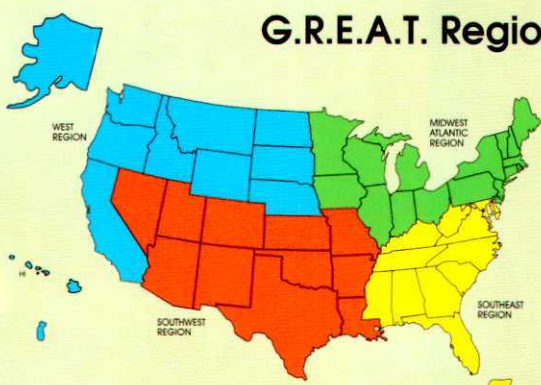 G.R.E.A.T. Regio
WEST
REGION
MIDWEST
ATLANTIC
REGION
HI
SOUTHWEST
REGION
SOUTHEAST
REGION